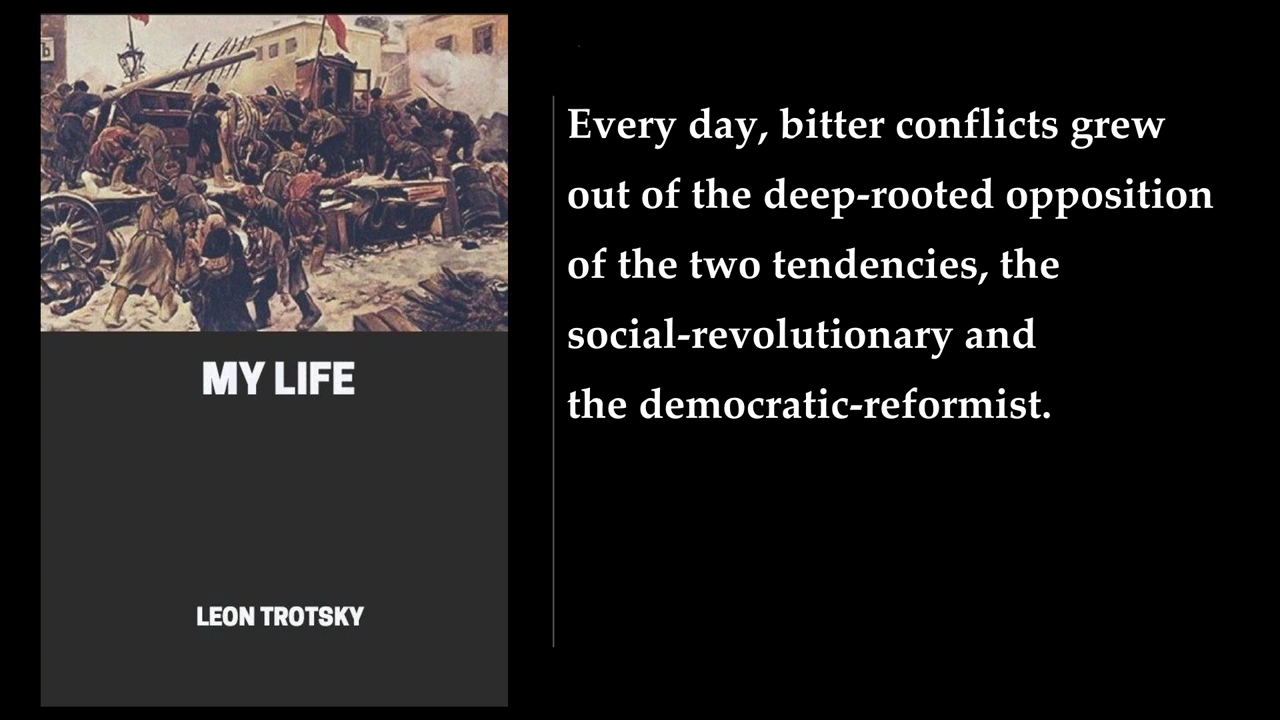 MY LIFE
LEON TROTSKY
Every day, bitter conflicts grew
out of the deep-rooted opposition
of the two tendencies, the
social-revolutionary and
the democratic-reformist.